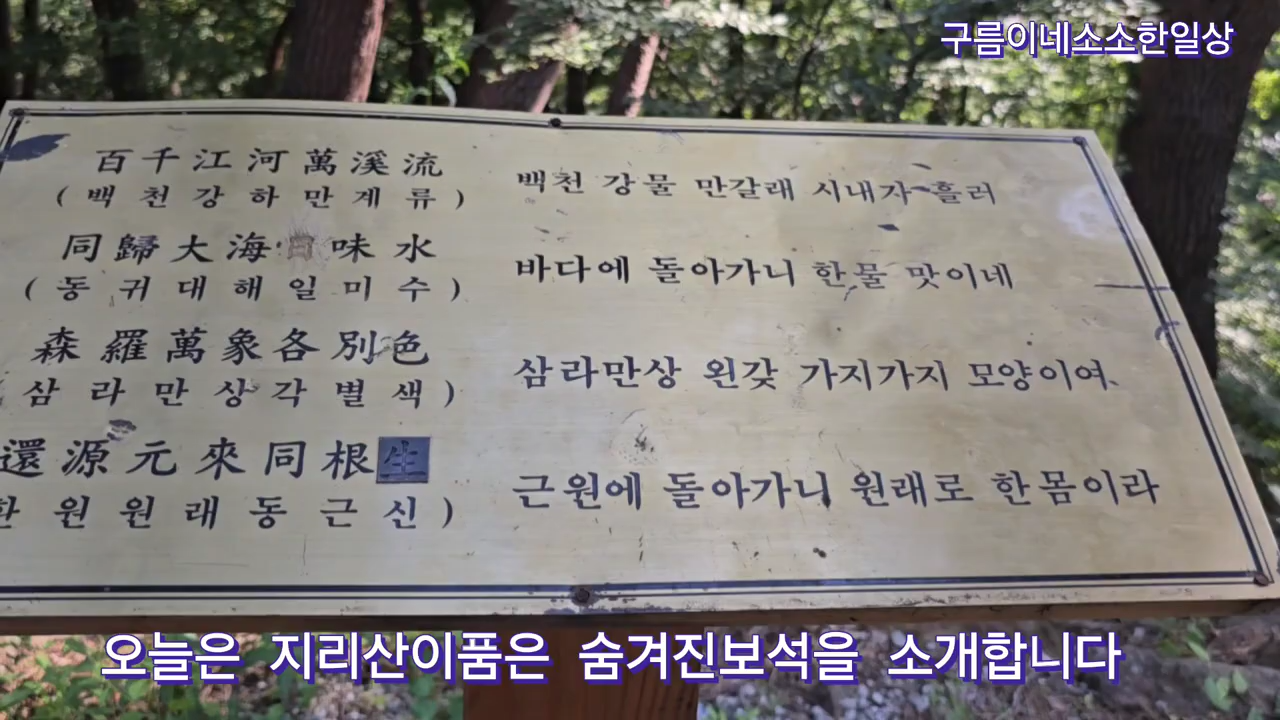 구름이네소소한일상
百千江河萬溪流
(백천강하만계류)
백천 강물 만갈래 시내가 흘러
同歸大海 味水
(동귀대해일미수)
바다에 돌아가니 한물 맛이네
森羅萬象各別色
(삼라만상각별색)
삼라만상 왼갖 가지가지 모양이여.
還源元來同根生
한원원래동근신)
근원에 돌아가니 원래로 한몸이라
오늘은 지리산이품은 숨겨진보석을 소개합니다